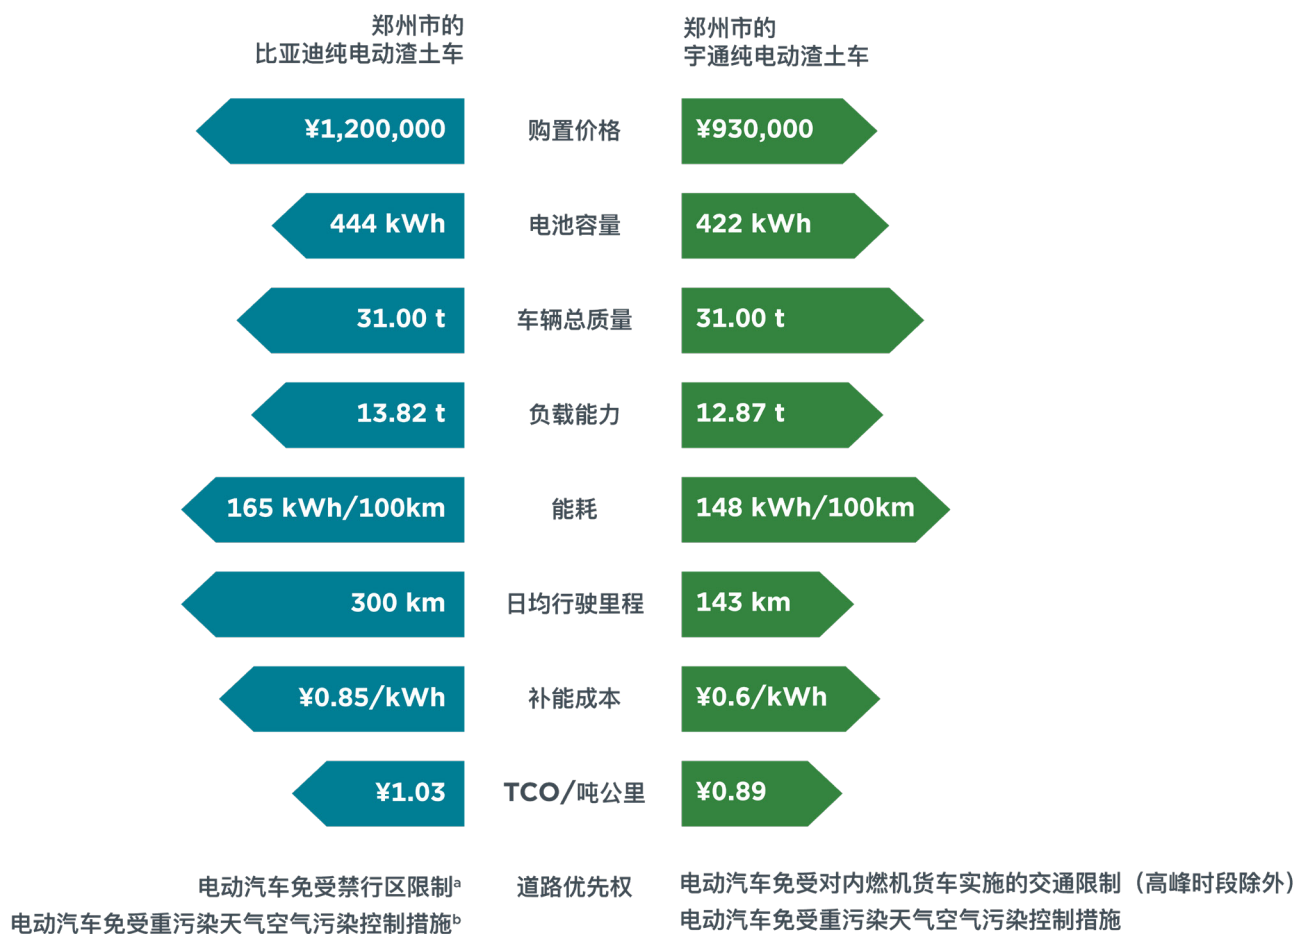 郑州市的
比亚迪纯电动渣土车
郑州市的
宇通纯电动渣土车
¥1,200,000
购置价格
¥930,000
444 kWh
电池容量
422 kWh
31.00 t
车辆总质量
31.00 t
13.82 t
负载能力
12.87 t
165 kWh/100km
能耗
148 kWh/100km
300 km
日均行驶里程
143 km
¥0.85/kWh
补能成本
¥0.6/kWh
¥1.03
TCO/吨公里
¥0.89
电动汽车免受禁行区限制ᵃ
电动汽车免受重污染天气空气污染控制措施ᵇ
道路优先权
电动汽车免受对内燃机货车实施的交通限制（高峰时段除外）
电动汽车免受重污染天气空气污染控制措施